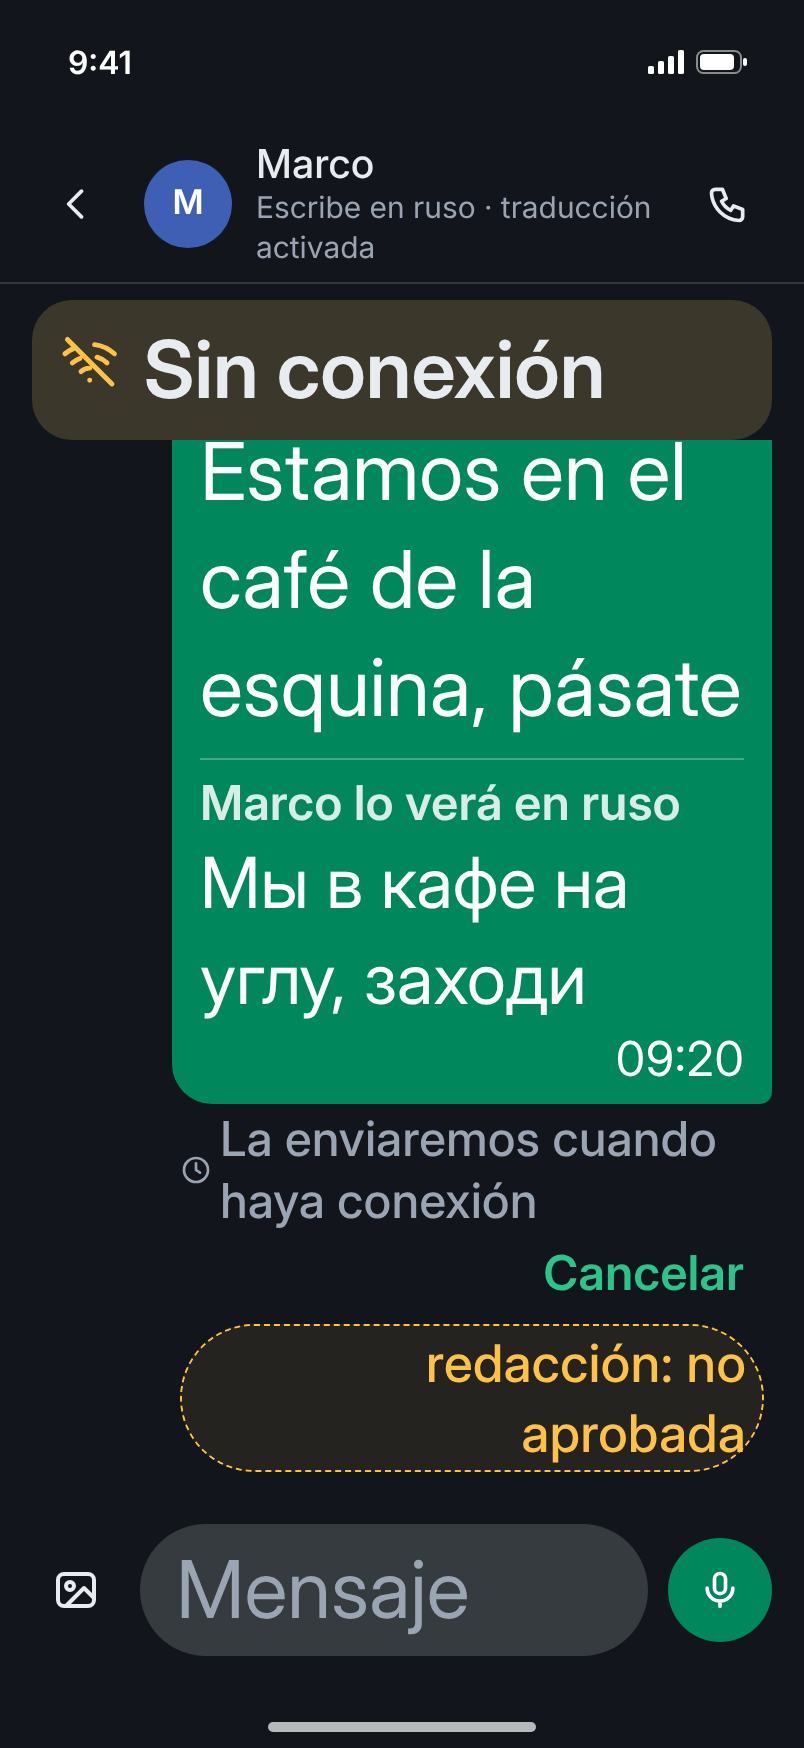 9:41
M
Marco
Escribe en ruso · traducción
activada
Sin conexión
Estamos en el
café de la
esquina, pásate
Marco lo verá en ruso
Мы в кафе на
углу, заходи
09:20
La enviaremos cuando
haya conexión
Cancelar
redacción: no
aprobada
Mensaje